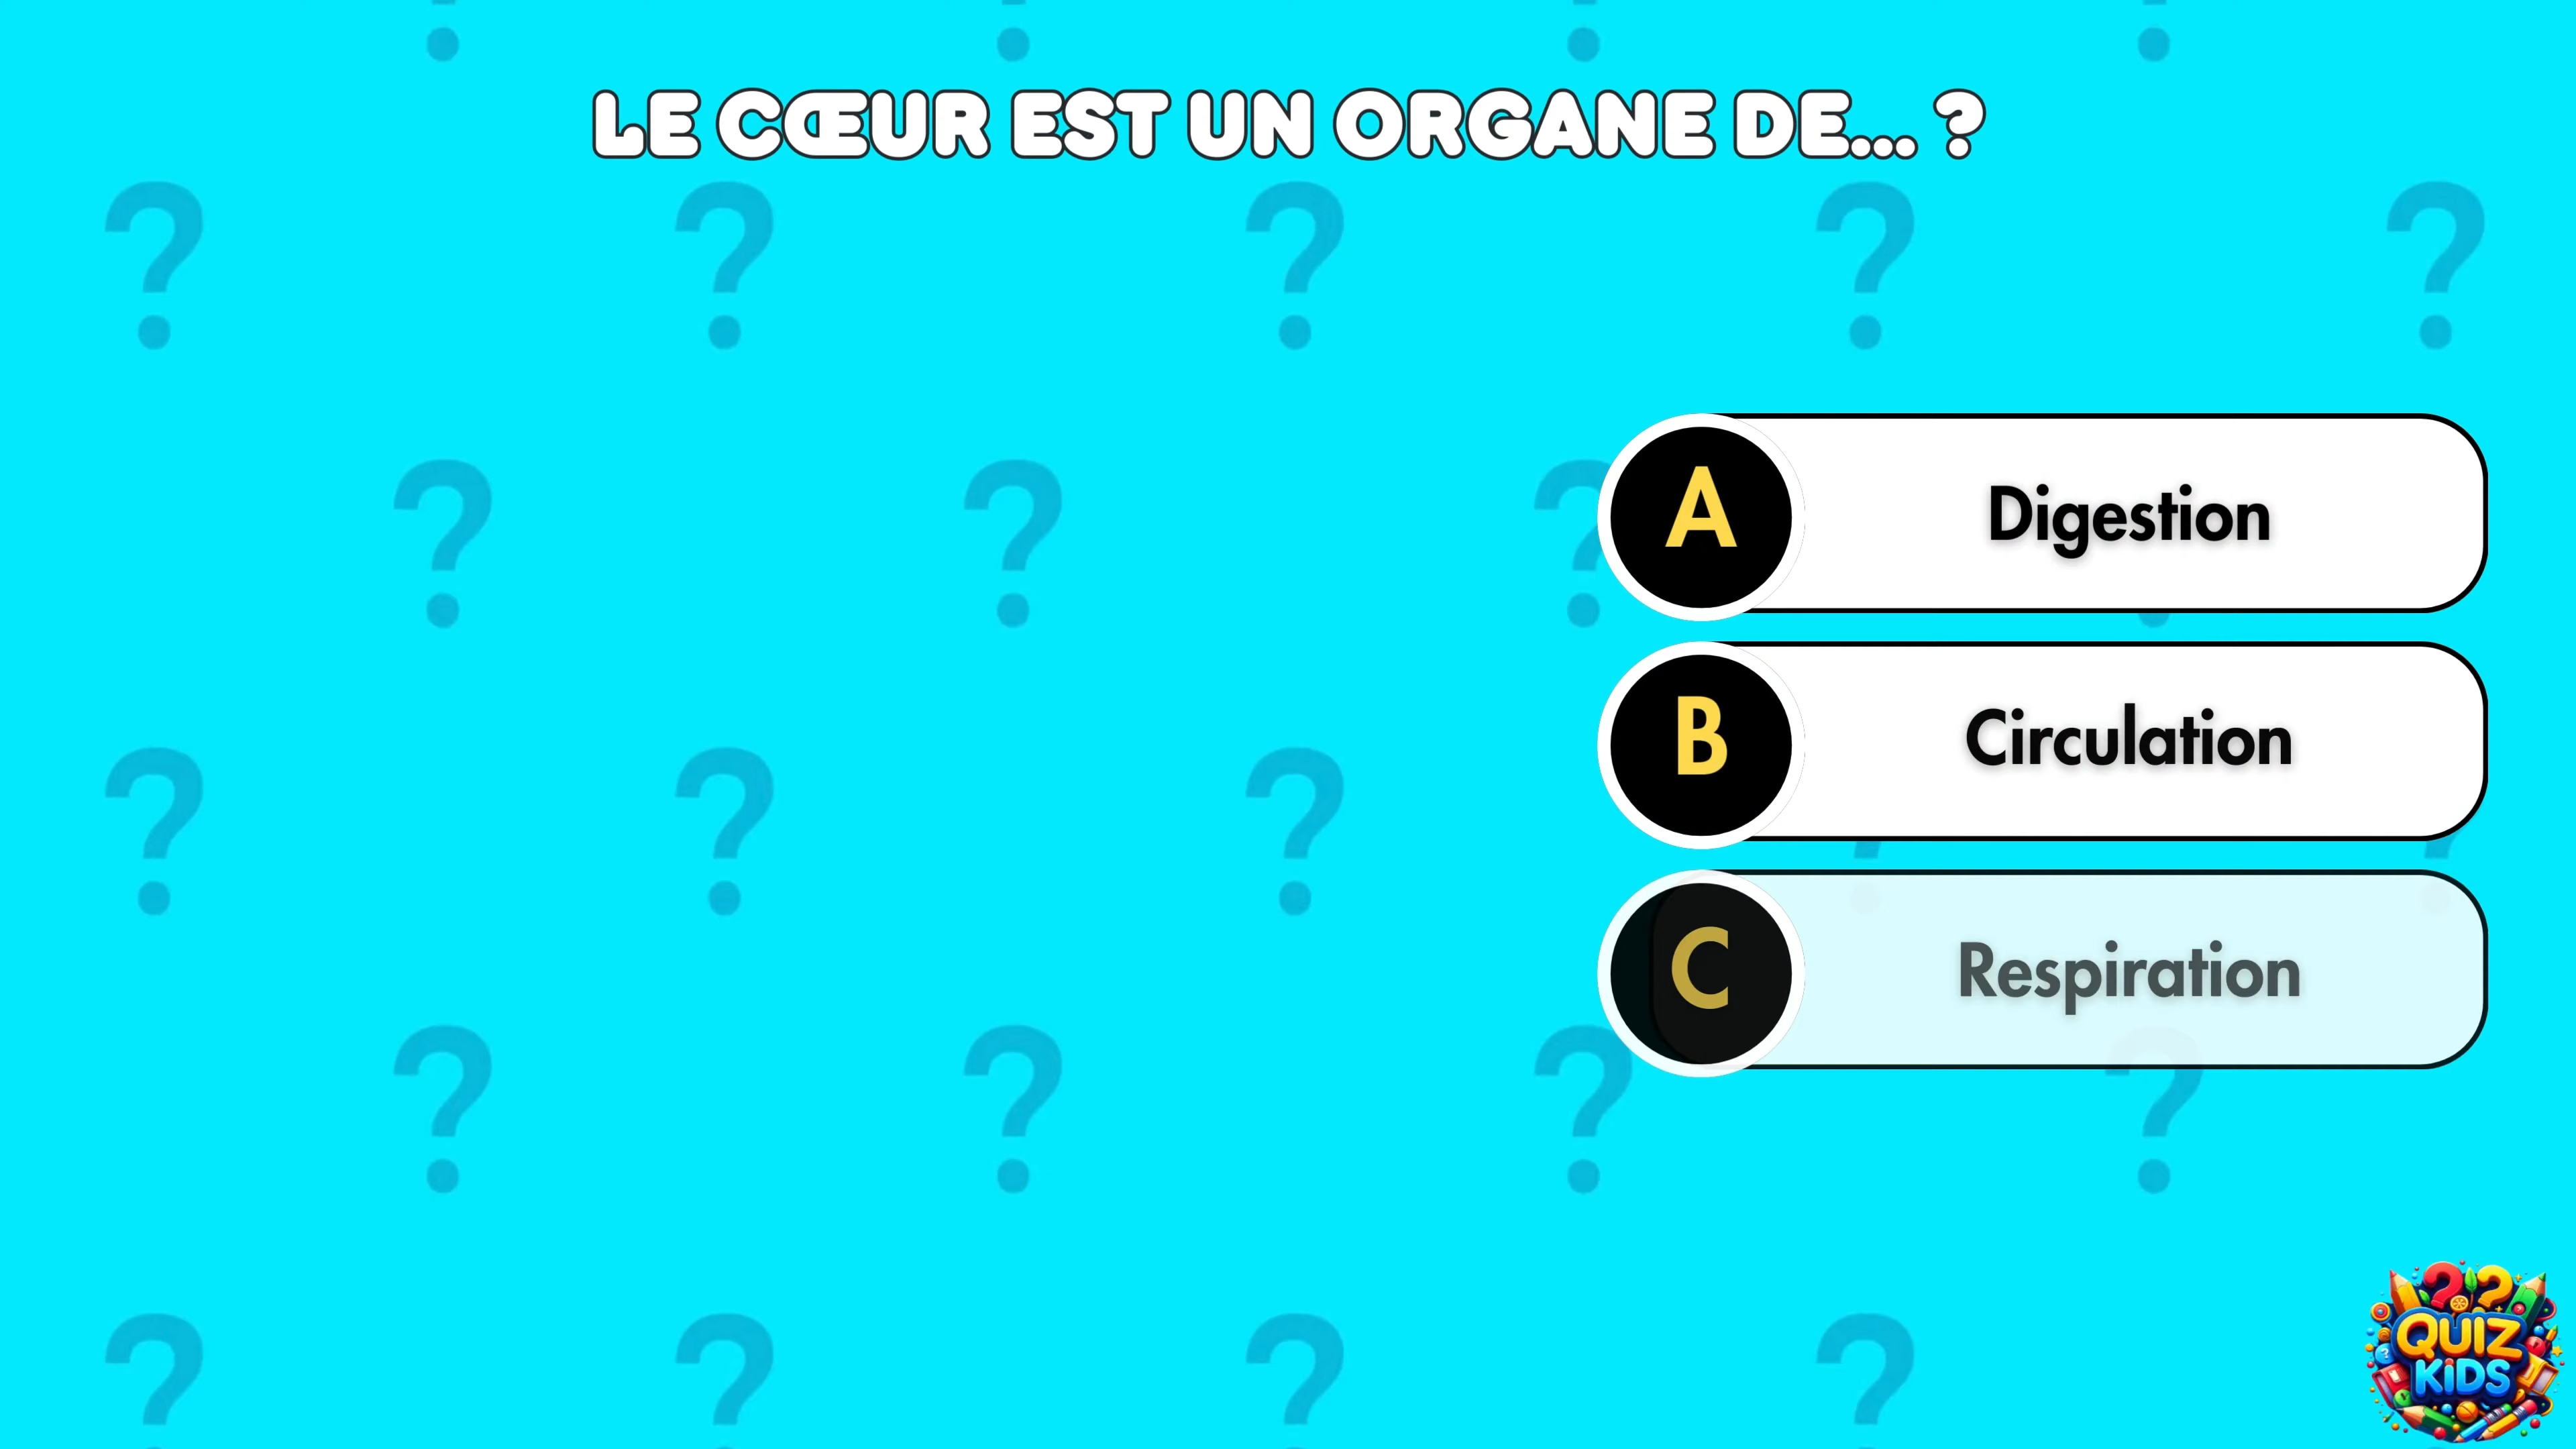 LE CŒUR EST UN ORGANE DE... ?
A
Digestion
B
Circulation
C
Respiration
QUIZ
KiDS